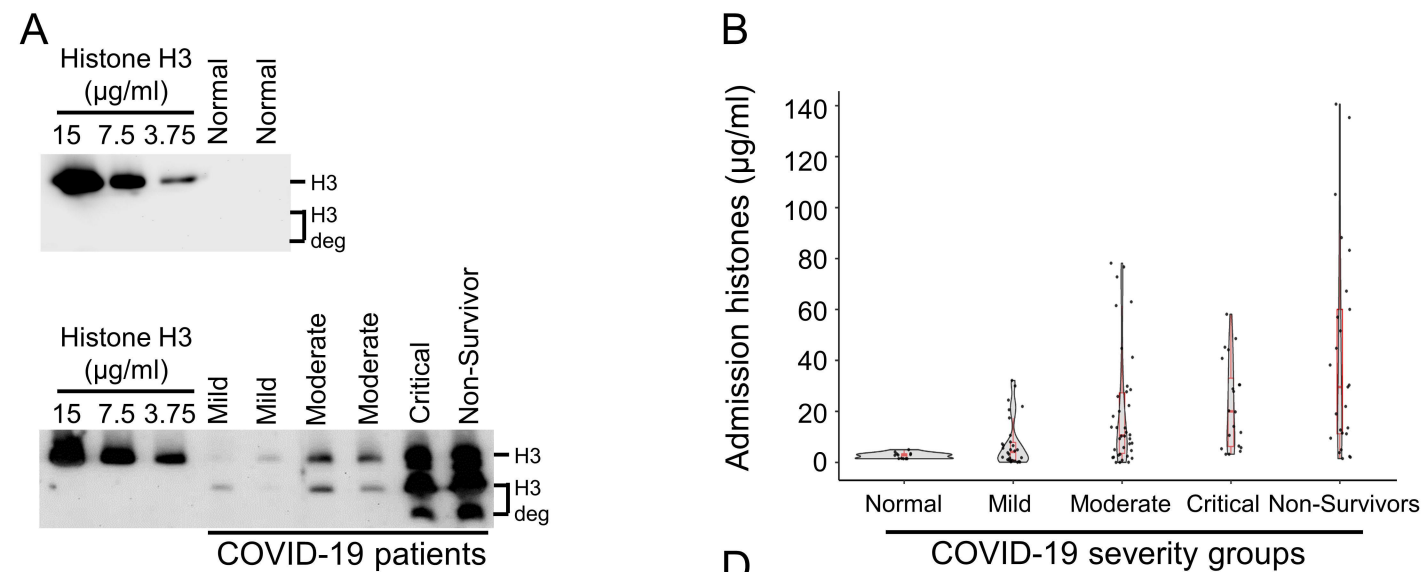 A
Histone H3
(µg/ml)
15 7.5 3.75
Normal
Normal
H3
H3
deg
Histone H3
(µg/ml)
15 7.5 3.75
Mild
Mild
Moderate
Moderate
Critical
Non-Survivor
H3
H3
deg
COVID-19 patients
B
Admission histones (µg/ml)
140
120
100
80
60
40
20
0
Normal Mild Moderate Critical Non-Survivors
COVID-19 severity groups
D